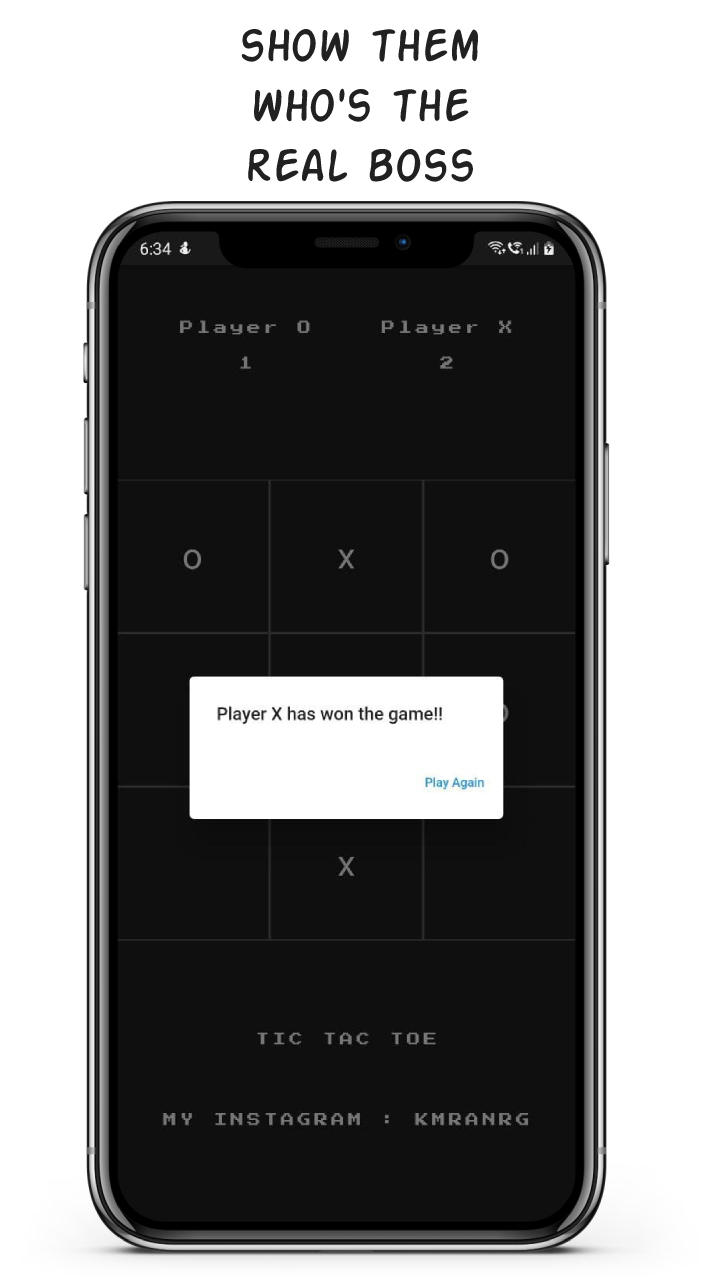 SHOW THEM
WHO'S THE
REAL BOSS
6:34
Player O Player X
1 2
O X O
Player X has won the game!!
Play Again
X
TIC TAC TOE
MY INSTAGRAM : KMRANRG